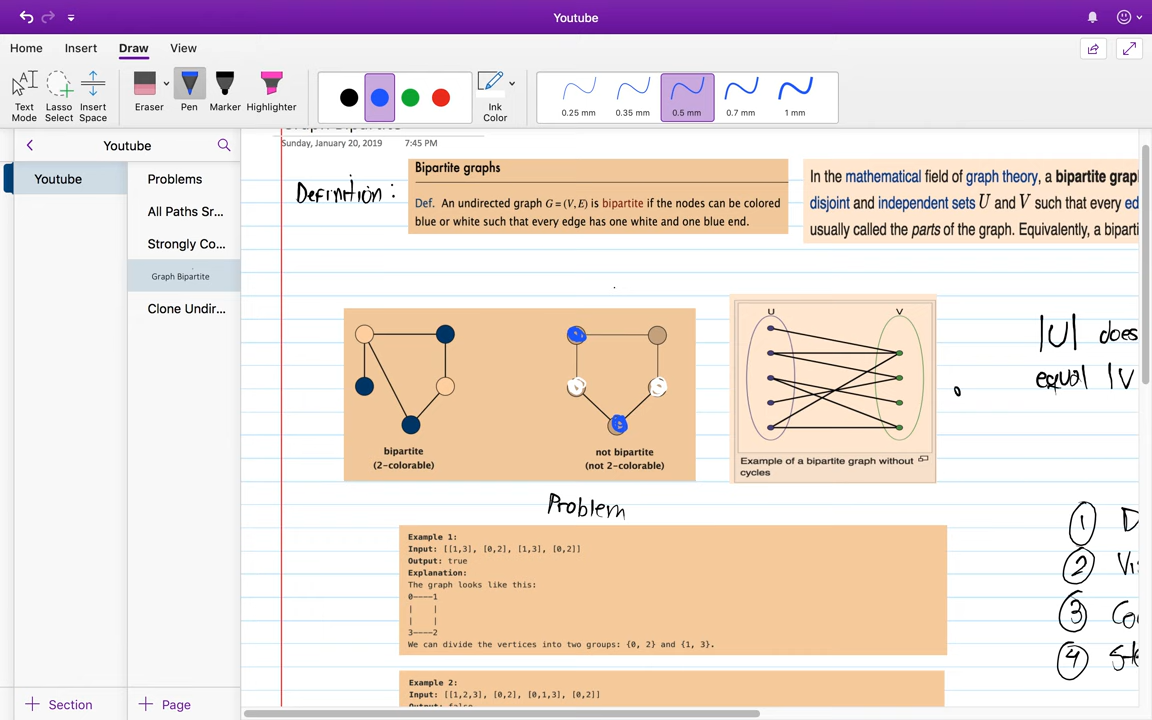 Youtube
Home
Insert
Draw
View
Text Mode
Lasso Select
Insert Space
Eraser
Pen
Marker
Highlighter
Ink Color
0.25 mm
0.35 mm
0.5 mm
0.7 mm
1 mm
Youtube
Youtube
Problems
All Paths Sr...
Strongly Co...
Graph Bipartite
Clone Undir...
Section
Page
Graph Bipartite
Sunday, January 20, 2019 7:45 PM
Definition:
Bipartite graphs
Def. An undirected graph G = (V, E) is bipartite if the nodes can be colored
blue or white such that every edge has one white and one blue end.
In the mathematical field of graph theory, a bipartite grap
disjoint and independent sets U and V such that every ed
usually called the parts of the graph. Equivalently, a biparti
bipartite
(2-colorable)
not bipartite
(not 2-colorable)
U V
Example of a bipartite graph without
cycles
|U| does
equal |V
Problem
Example 1:
Input: [[1,3], [0,2], [1,3], [0,2]]
Output: true
Explanation:
The graph looks like this:
0----1
| |
| |
3----2
We can divide the vertices into two groups: {0, 2} and {1, 3}.
Example 2:
Input: [[1,2,3], [0,2], [0,1,3], [0,2]]
Output: false
1 D
2 Vi
3 Co
4